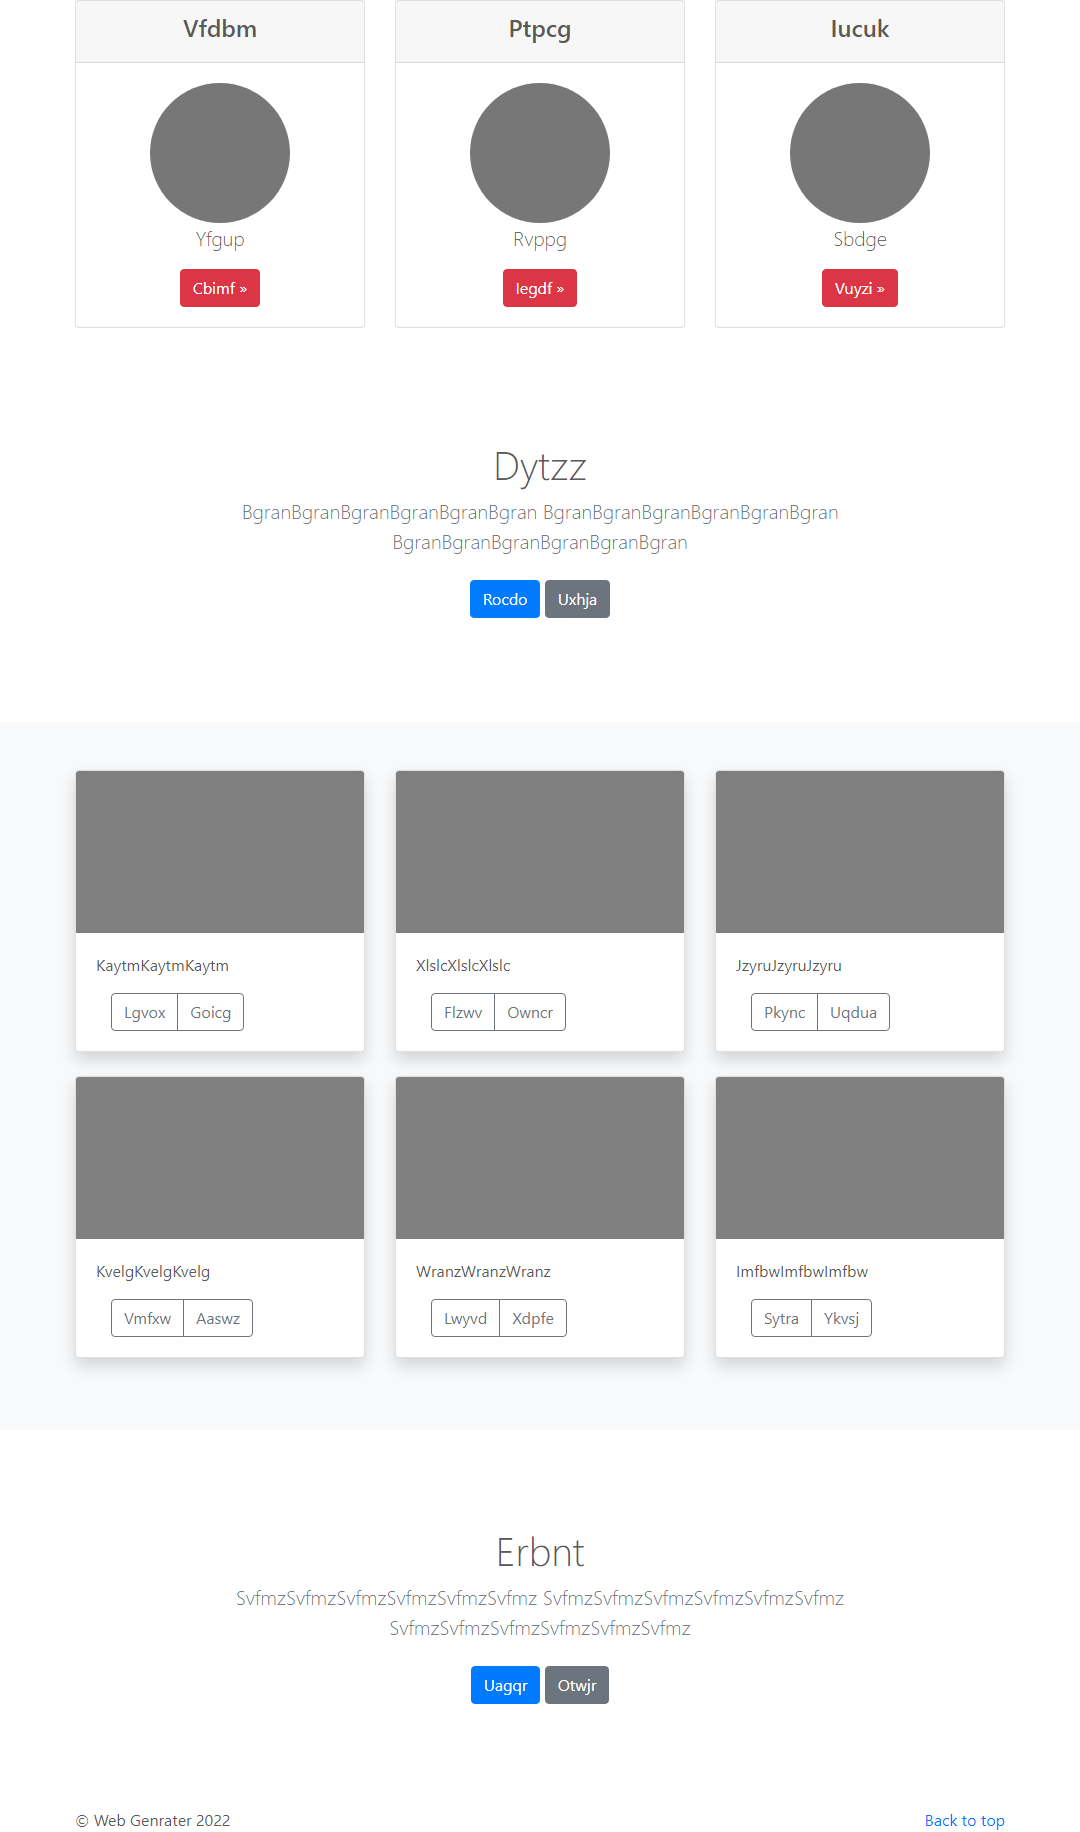 Vfdbm
Ptpcg
Iucuk
Yfgup
Rvppg
Sbdge
Cbimf »
Iegdf »
Vuyzi »
Dytzz
BgranBgranBgranBgranBgranBgran BgranBgranBgranBgranBgranBgran
BgranBgranBgranBgranBgranBgran
Rocdo Uxhja
KaytmKaytmKaytm
XlslcXlslcXlslc
JzyruJzyruJzyru
Lgvox Goicg
Flzwv Owncr
Pkync Uqdua
KvelgKvelgKvelg
WranzWranzWranz
ImfbwImfbwImfbw
Vmfxw Aaswz
Lwyvd Xdpfe
Sytra Ykvsj
Erbnt
SvfmzSvfmzSvfmzSvfmzSvfmzSvfmz SvfmzSvfmzSvfmzSvfmzSvfmzSvfmz
SvfmzSvfmzSvfmzSvfmzSvfmzSvfmz
Uagqr Otwjr
© Web Genrater 2022
Back to top